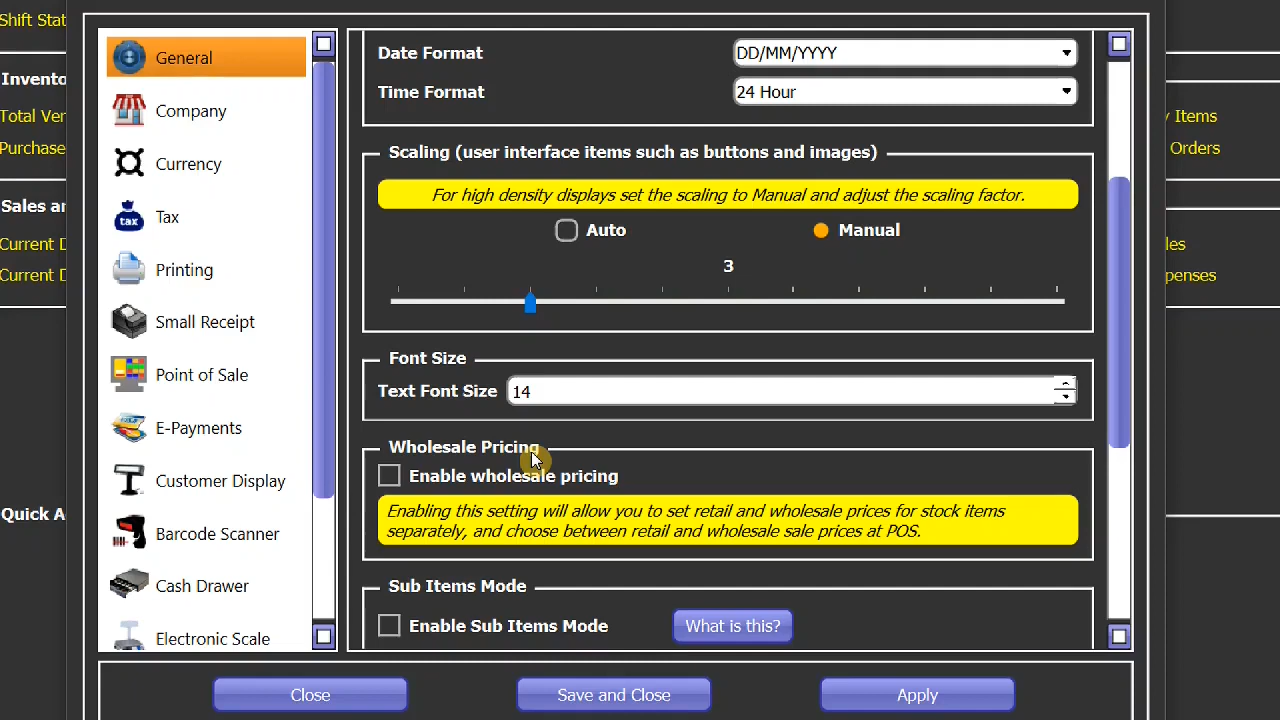 Shift Stat
Invento
Total Ver
Purchase
Sales an
Current D
Current D
Quick A
General
Company
Currency
Tax
tax
Printing
Small Receipt
Point of Sale
E-Payments
Customer Display
Barcode Scanner
Cash Drawer
Electronic Scale
Date Format
DD/MM/YYYY
Time Format
24 Hour
Scaling (user interface items such as buttons and images)
For high density displays set the scaling to Manual and adjust the scaling factor.
Auto
Manual
3
Font Size
Text Font Size
14
Wholesale Pricing
Enable wholesale pricing
Enabling this setting will allow you to set retail and wholesale prices for stock items
separately, and choose between retail and wholesale sale prices at POS.
Sub Items Mode
Enable Sub Items Mode
What is this?
Close
Save and Close
Apply
y Items
Orders
les
penses